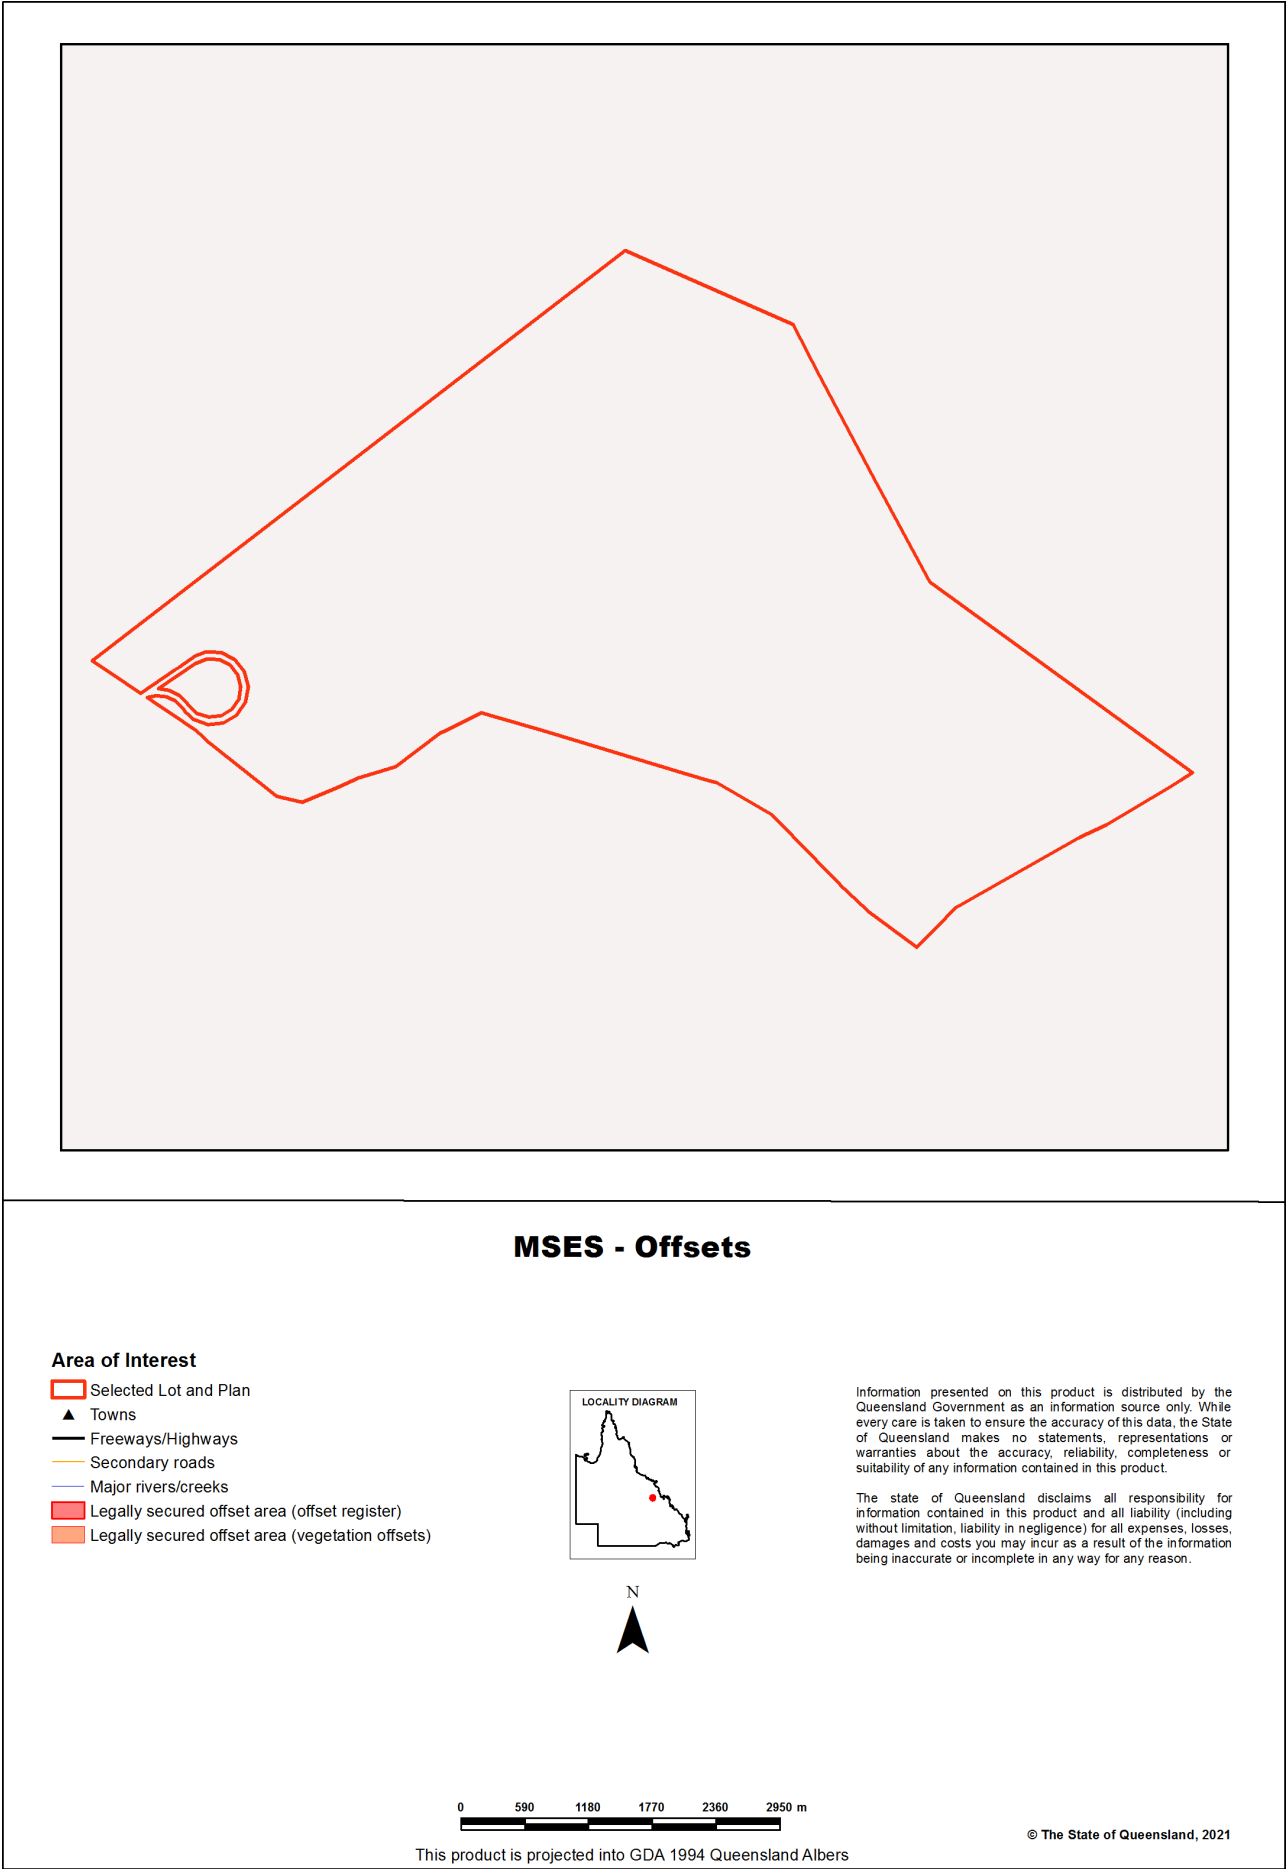 MSES - Offsets
Area of Interest
Selected Lot and Plan
Towns
Freeways/Highways
Secondary roads
Major rivers/creeks
Legally secured offset area (offset register)
Legally secured offset area (vegetation offsets)
LOCALITY DIAGRAM
N
Information presented on this product is distributed by the
Queensland Government as an information source only. While
every care is taken to ensure the accuracy of this data, the State
of Queensland makes no statements, representations or
warranties about the accuracy, reliability, completeness or
suitability of any information contained in this product.
The state of Queensland disclaims all responsibility for
information contained in this product and all liability (including
without limitation, liability in negligence) for all expenses, losses,
damages and costs you may incur as a result of the information
being inaccurate or incomplete in any way for any reason.
0 590 1180 1770 2360 2950 m
This product is projected into GDA 1994 Queensland Albers
© The State of Queensland, 2021